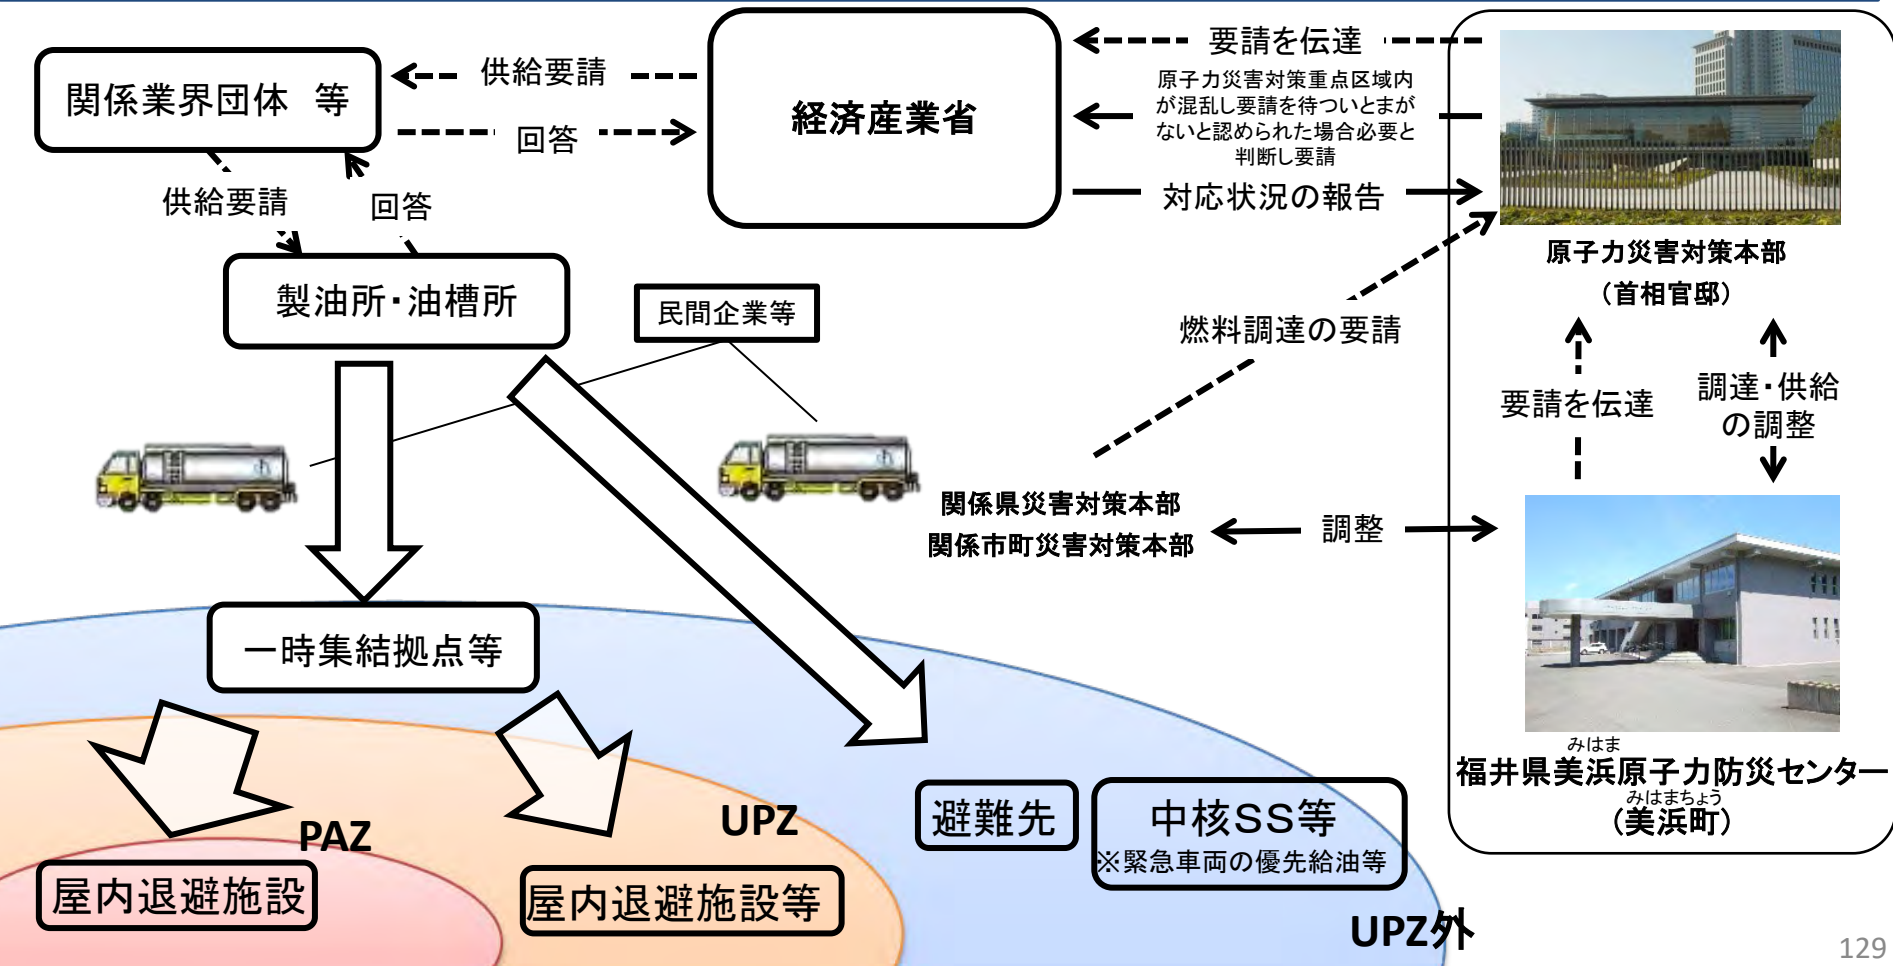 関係業界団体　等
供給要請
回答
経済産業省
要請を伝達
原子力災害対策重点区域内
が混乱し要請を待ついとまが
ないと認められた場合必要と
判断し要請
対応状況の報告
原子力災害対策本部
（首相官邸）
供給要請
回答
製油所・油槽所
民間企業等
燃料調達の要請
要請を伝達
調達・供給
の調整
関係県災害対策本部
関係市町災害対策本部
調整
一時集結拠点等
みはま
福井県美浜原子力防災センター
みはまちょう
（美浜町）
PAZ
UPZ
避難先
中核ＳＳ等
※緊急車両の優先給油等
屋内退避施設
屋内退避施設等
UPZ外
129